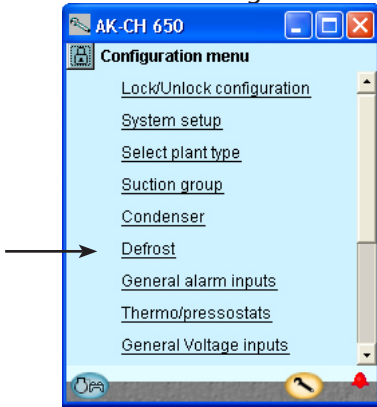 AK-CH 650
Configuration menu
Lock/Unlock configuration
System setup
Select plant type
Suction group
Condenser
Defrost
General alarm inputs
Thermo/pressostats
General Voltage inputs